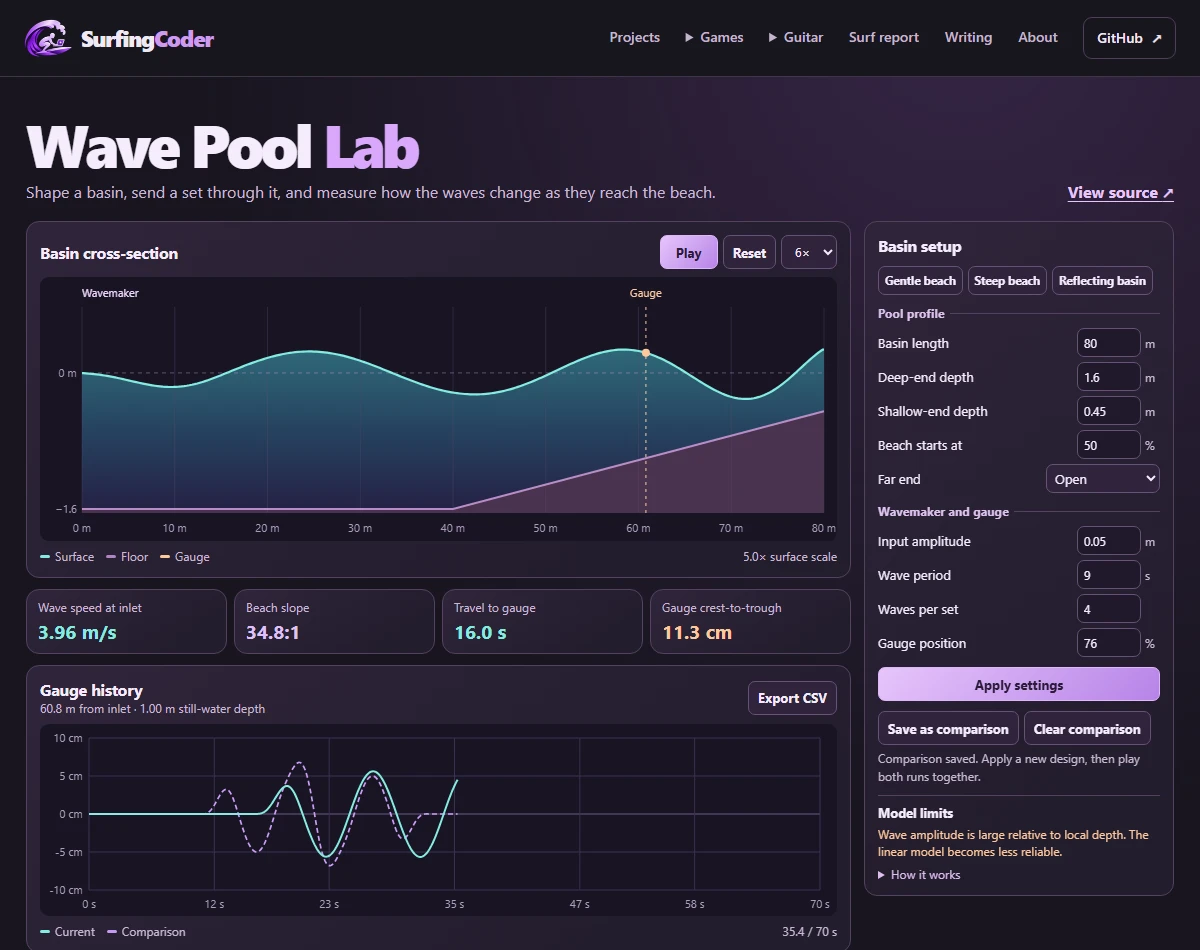 SurfingCoder
Projects ▶ Games ▶ Guitar Surf report Writing About GitHub ↗
Wave Pool Lab
Shape a basin, send a set through it, and measure how the waves change as they reach the beach.
View source ↗
Basin cross-section
Play Reset 6×
Wavemaker
Gauge
0 m
−1.6
0 m 10 m 20 m 30 m 40 m 50 m 60 m 70 m 80 m
Surface Floor Gauge
5.0× surface scale
Wave speed at inlet
3.96 m/s
Beach slope
34.8:1
Travel to gauge
16.0 s
Gauge crest-to-trough
11.3 cm
Gauge history
60.8 m from inlet · 1.00 m still-water depth
Export CSV
10 cm
5 cm
0 cm
-5 cm
-10 cm
0 s 12 s 23 s 35 s 47 s 58 s 70 s
Current Comparison
35.4 / 70 s
Basin setup
Gentle beach Steep beach Reflecting basin
Pool profile
Basin length 80 m
Deep-end depth 1.6 m
Shallow-end depth 0.45 m
Beach starts at 50 %
Far end Open
Wavemaker and gauge
Input amplitude 0.05 m
Wave period 9 s
Waves per set 4
Gauge position 76 %
Apply settings
Save as comparison Clear comparison
Comparison saved. Apply a new design, then play
both runs together.
Model limits
Wave amplitude is large relative to local depth. The
linear model becomes less reliable.
▶ How it works